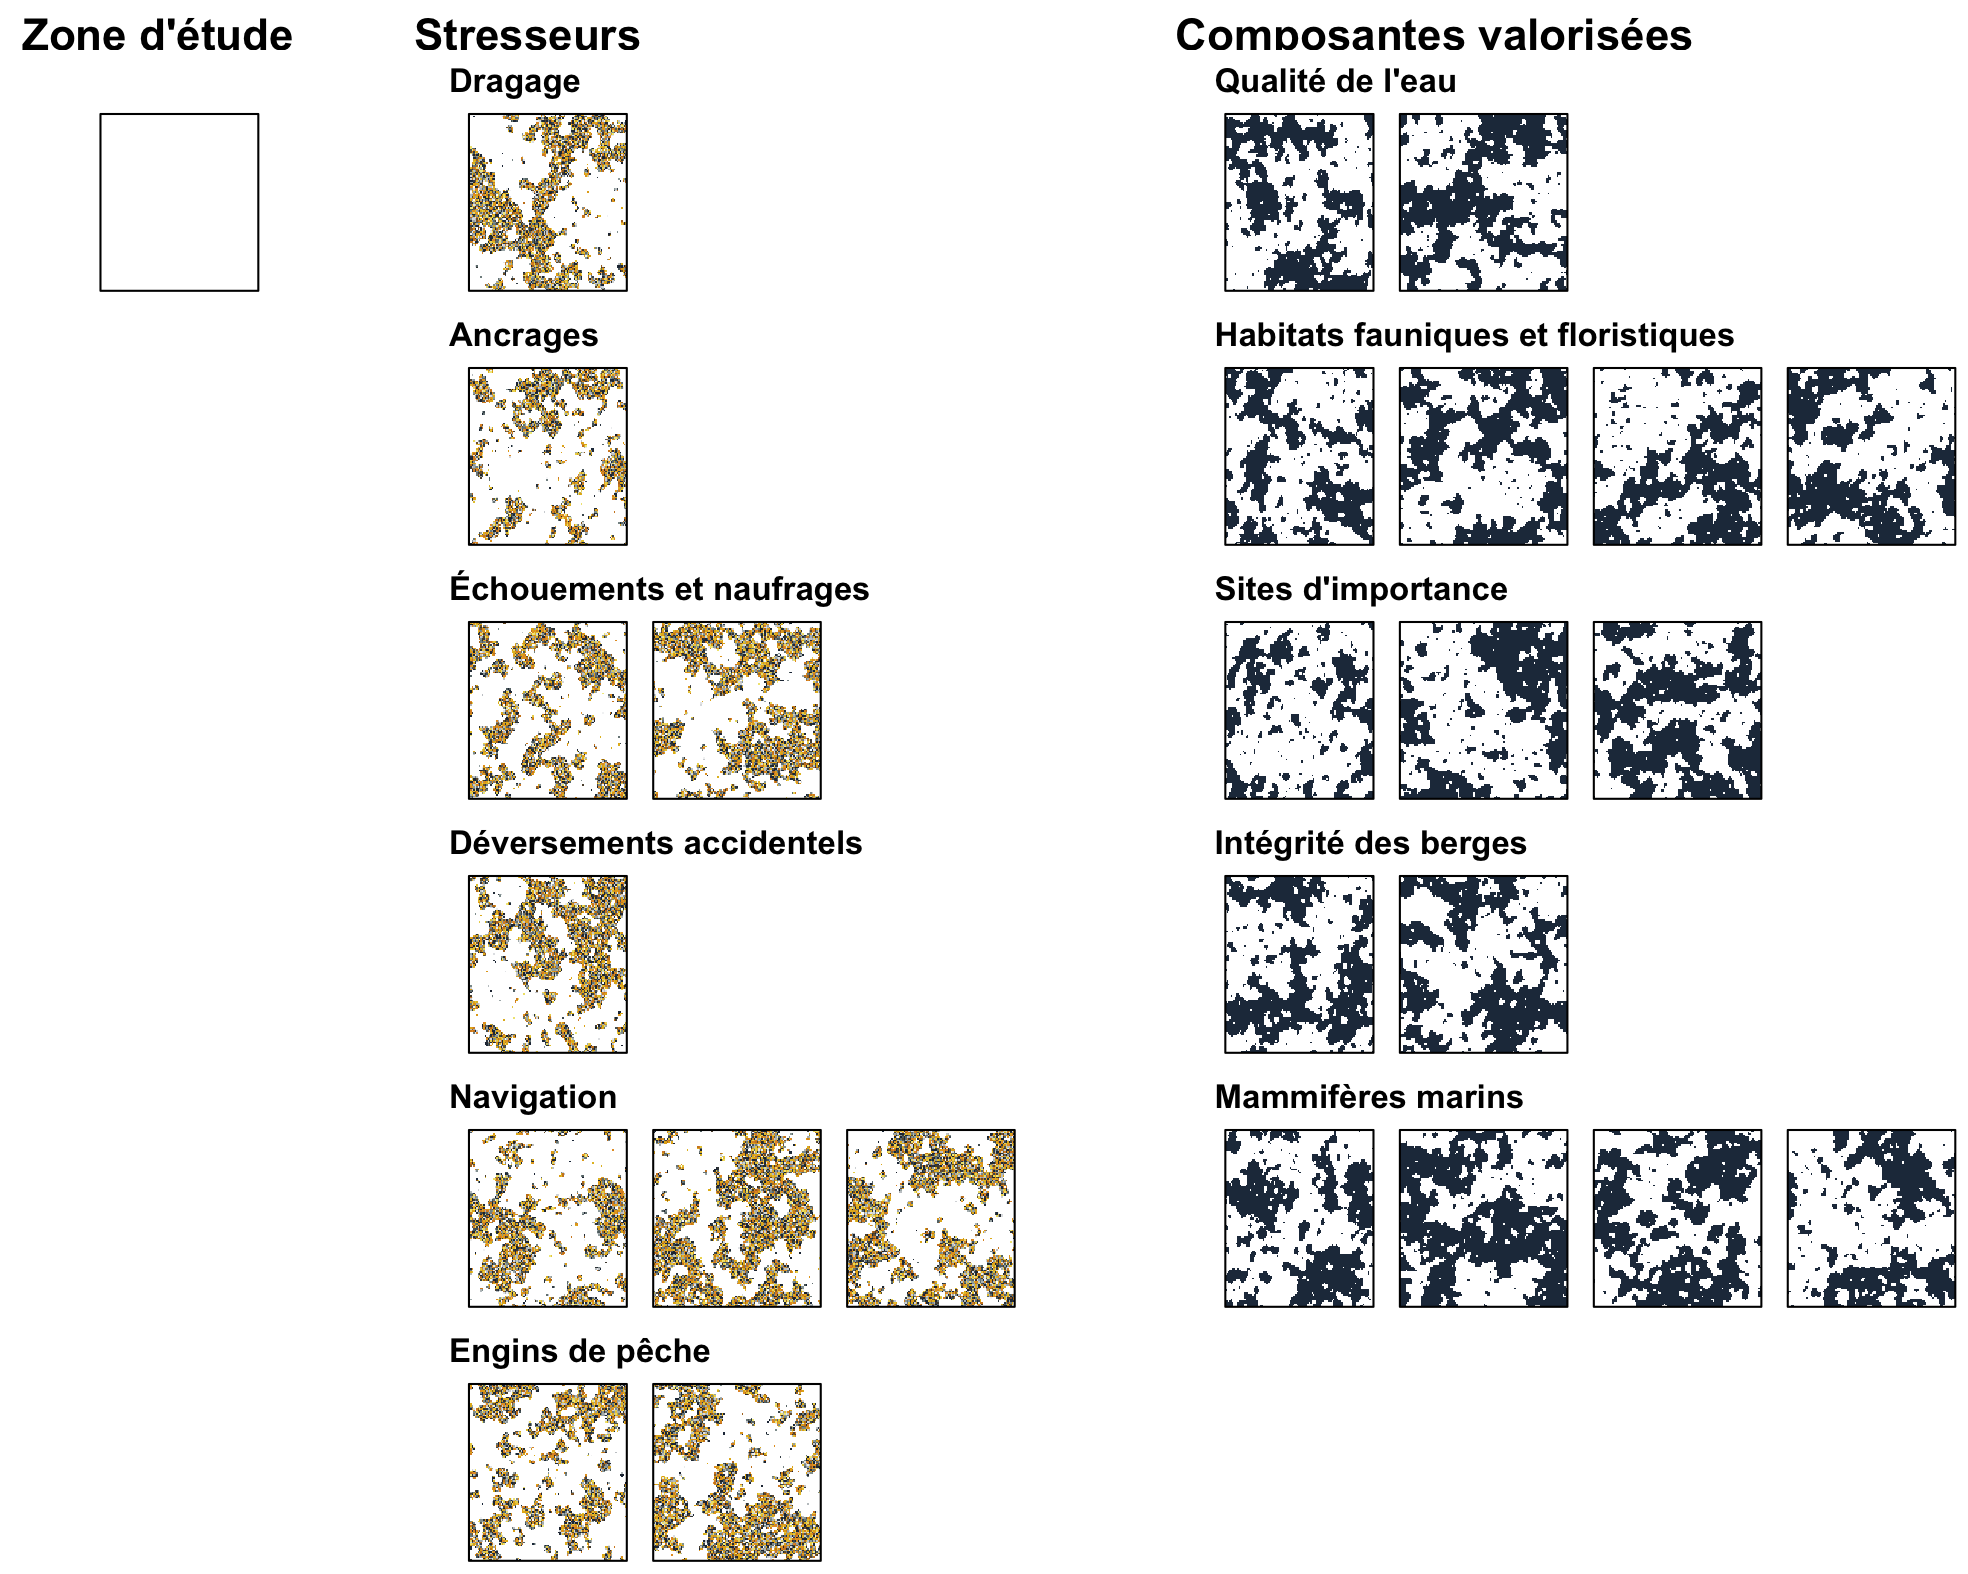 Zone d'étude
Stresseurs
Dragage
Ancrages
Échouements et naufrages
Déversements accidentels
Navigation
Engins de pêche
Composantes valorisées
Qualité de l'eau
Habitats fauniques et floristiques
Sites d'importance
Intégrité des berges
Mammifères marins